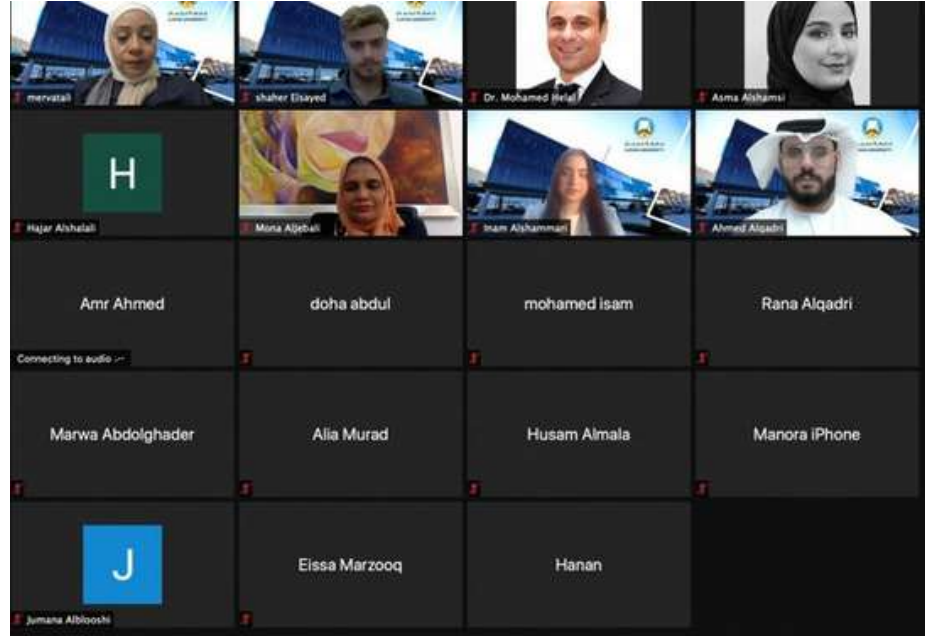 mervatali
shaher Elsayed
Dr. Mohamed Helal
Asma Alshamsi
H
Hajar Alshalali
Mona Aljebali
Inam Alshammari
Ahmed Alqadri
Amr Ahmed
Connecting to audio
doha abdul
mohamed isam
Rana Alqadri
Marwa Abdolghader
Alia Murad
Husam Almala
Manora iPhone
J
Jumana Alblooshi
Eissa Marzooq
Hanan